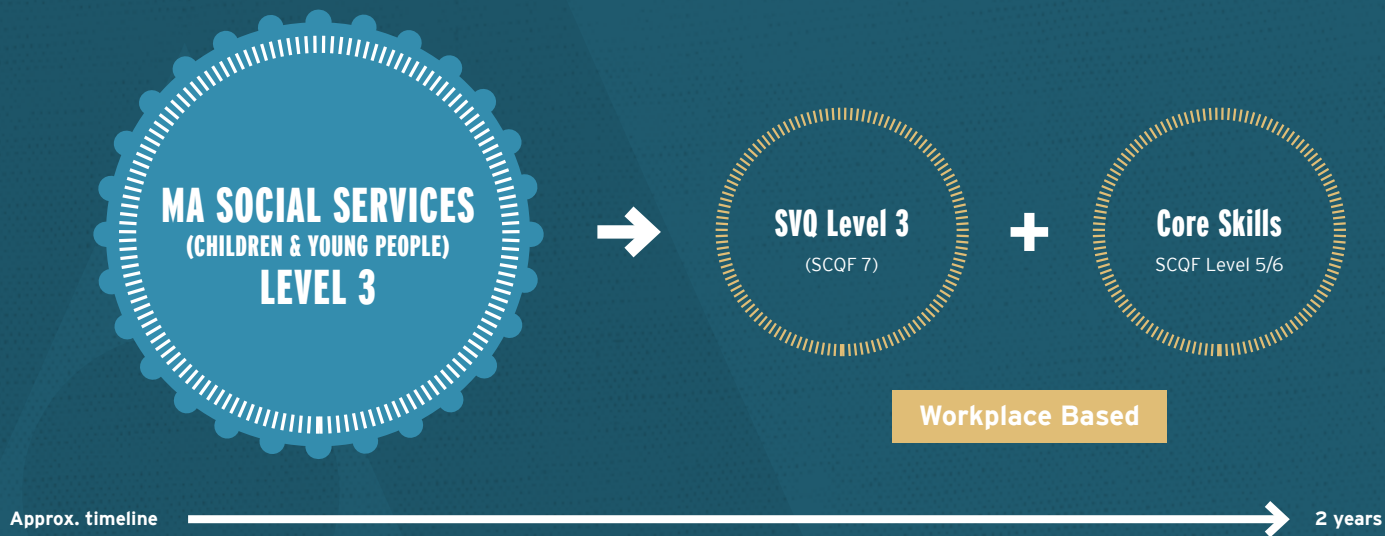 MA SOCIAL SERVICES
(CHILDREN & YOUNG PEOPLE)
LEVEL 3
SVQ Level 3
(SCQF 7)
Core Skills
SCQF Level 5/6
Workplace Based
Approx. timeline
2 years